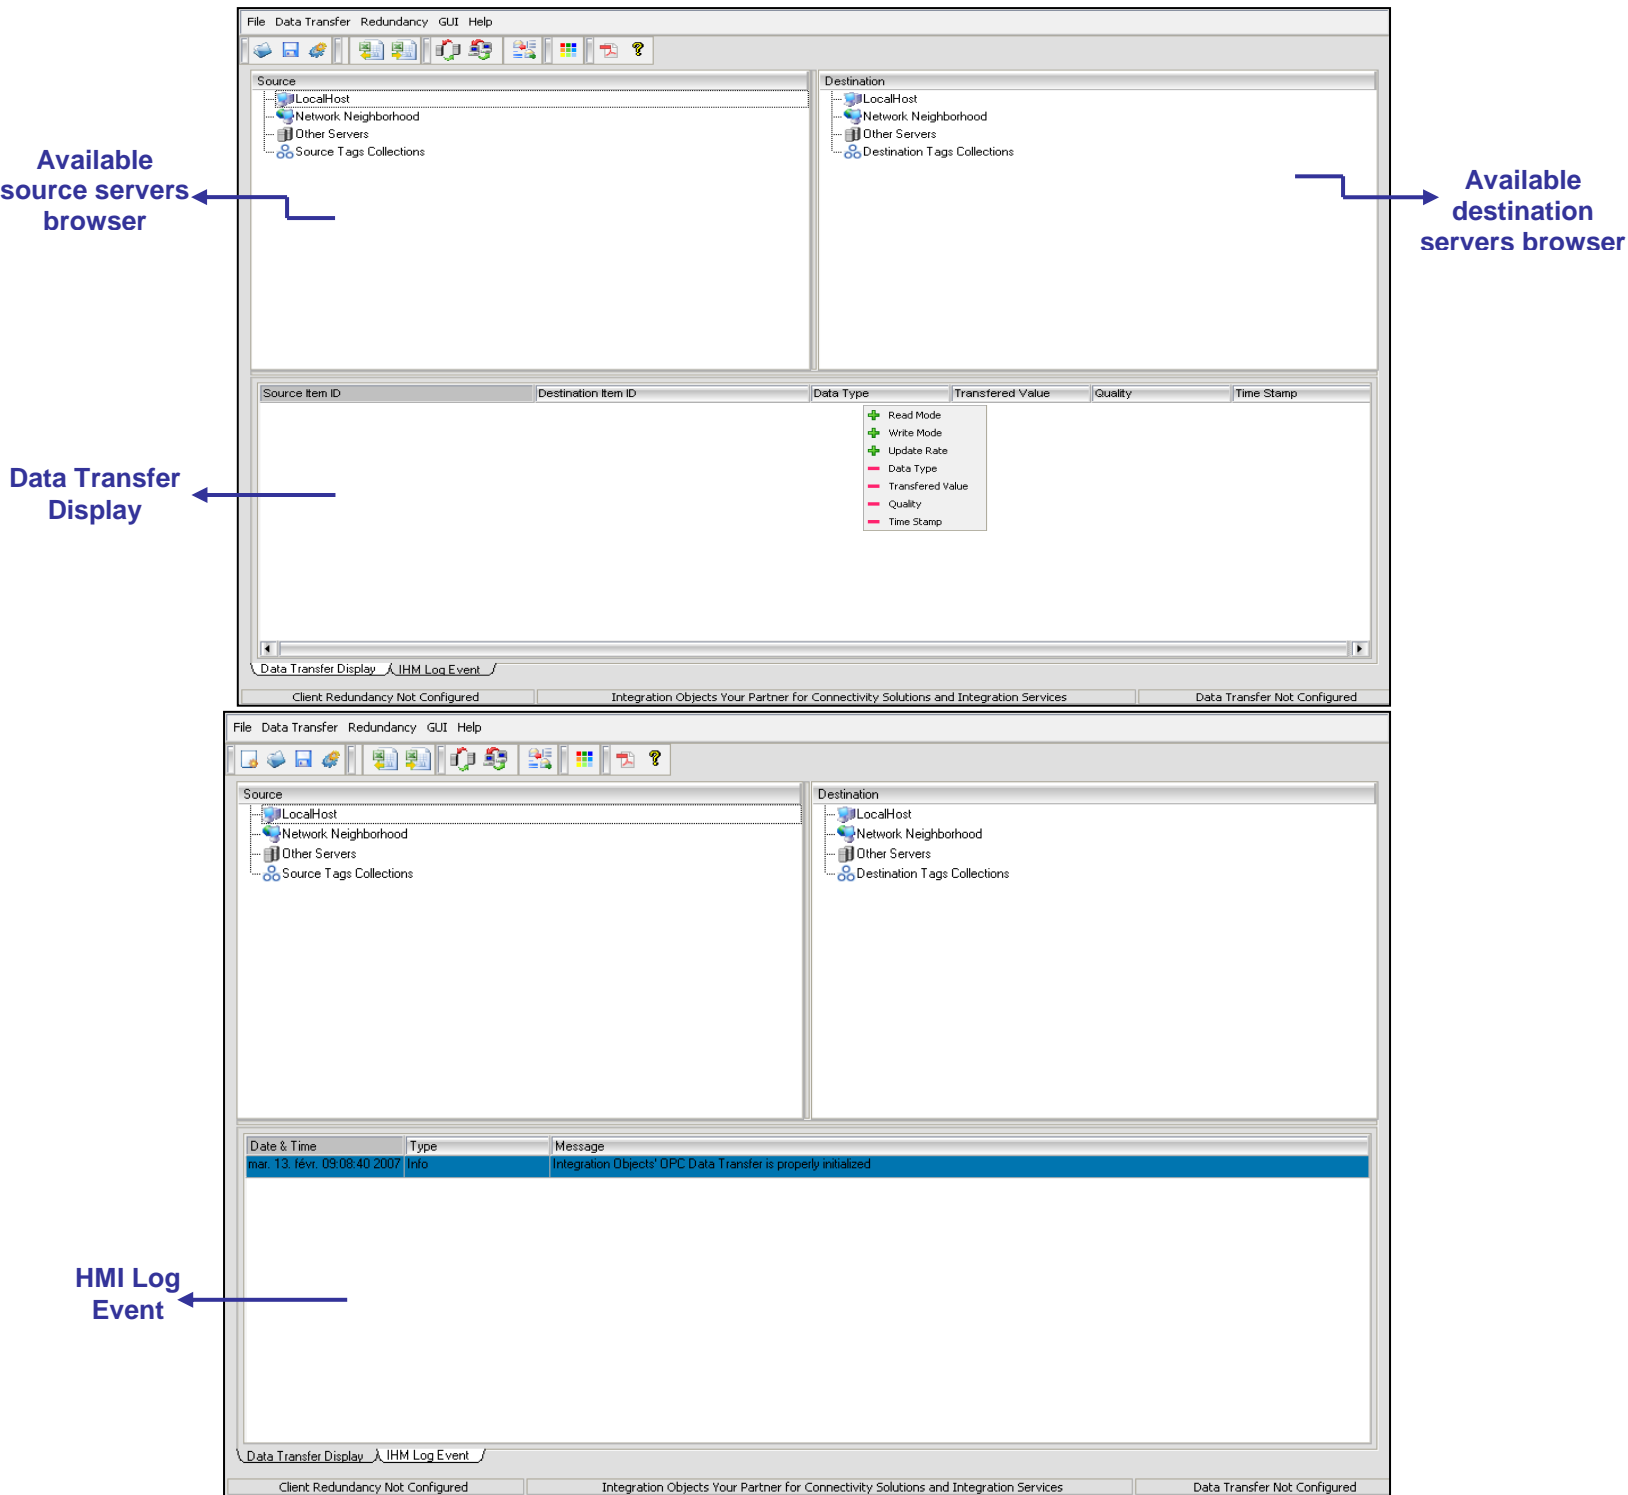 File Data Transfer Redundancy GUI Help
Source
LocalHost
Network Neighborhood
Other Servers
Source Tags Collections
Destination
LocalHost
Network Neighborhood
Other Servers
Destination Tags Collections
Available
source servers
browser
Available
destination
servers browser
Source Item ID Destination Item ID Data Type Transfered Value Quality Time Stamp
Read Mode
Write Mode
Update Rate
Data Type
Transfered Value
Quality
Time Stamp
Data Transfer
Display
Data Transfer Display IHM Log Event
Client Redundancy Not Configured Integration Objects Your Partner for Connectivity Solutions and Integration Services Data Transfer Not Configured
File Data Transfer Redundancy GUI Help
Source
LocalHost
Network Neighborhood
Other Servers
Source Tags Collections
Destination
LocalHost
Network Neighborhood
Other Servers
Destination Tags Collections
Date & Time Type Message
mar. 13. févr. 09:08:40 2007 Info Integration Objects' OPC Data Transfer is properly initialized
HMI Log
Event
Data Transfer Display IHM Log Event
Client Redundancy Not Configured Integration Objects Your Partner for Connectivity Solutions and Integration Services Data Transfer Not Configured